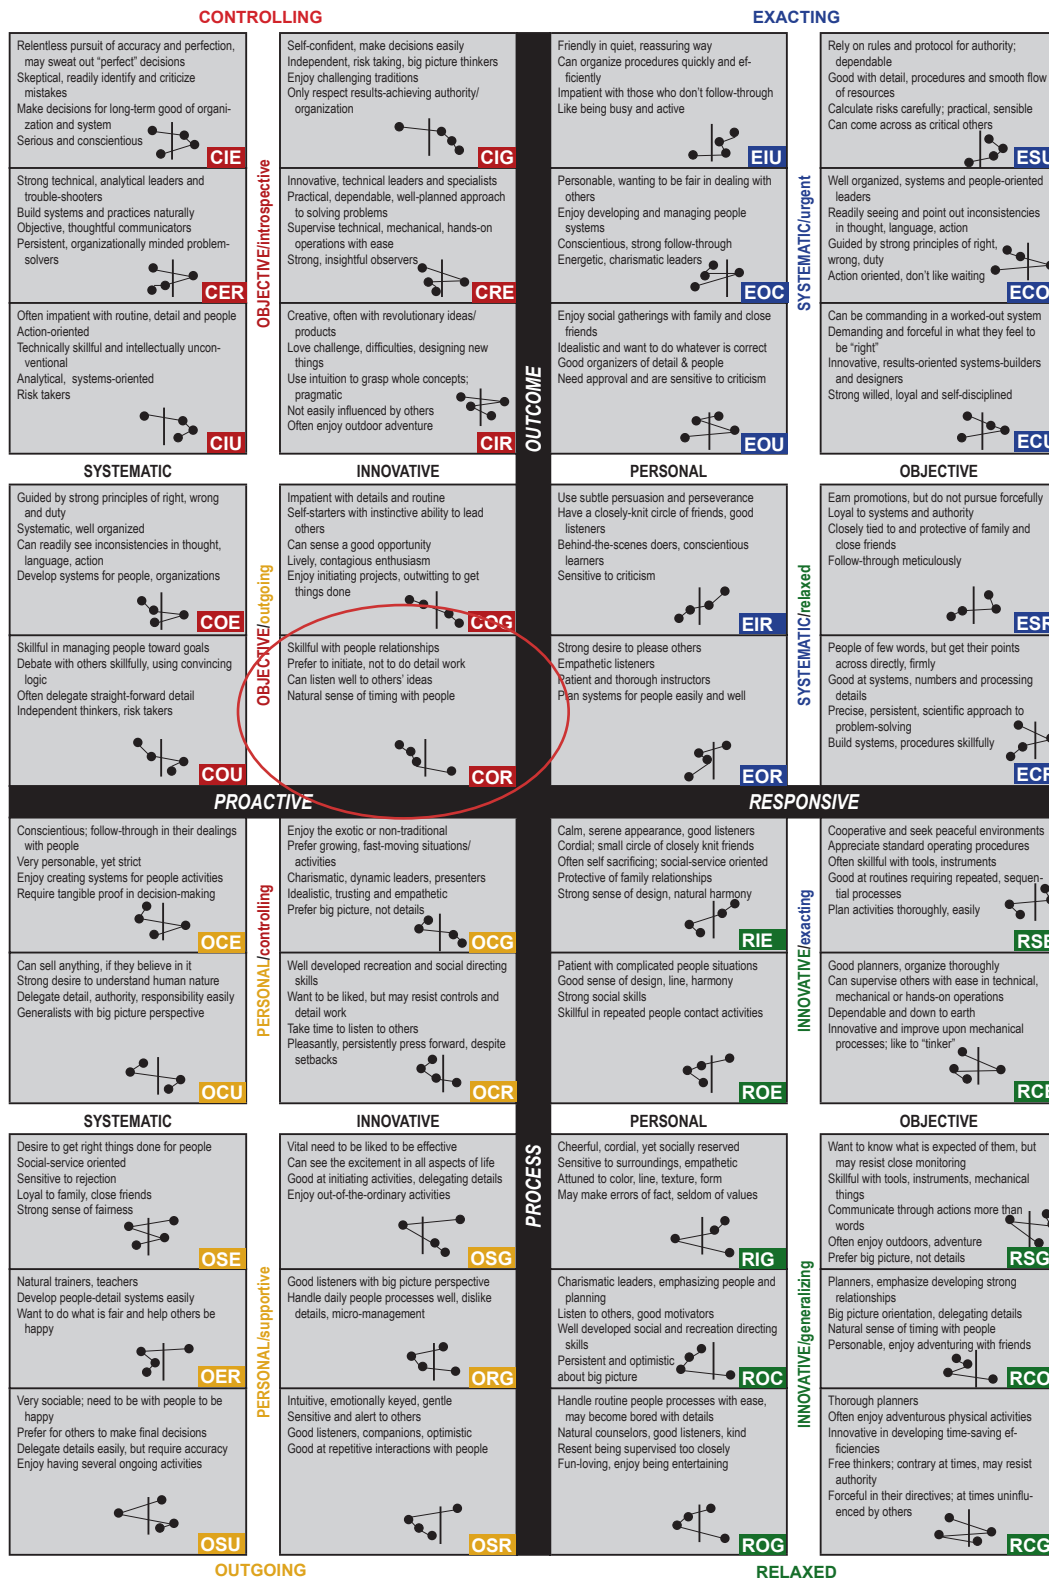 CONTROLLING
EXACTING
Relentless pursuit of accuracy and perfection,
may sweat out “perfect” decisions
Skeptical, readily identify and criticize
mistakes
Make decisions for long-term good of organi-
zation and system
Serious and conscientious
CIE
Self-confident, make decisions easily
Independent, risk taking, big picture thinkers
Enjoy challenging traditions
Only respect results-achieving authority/
organization
CIG
Friendly in quiet, reassuring way
Can organize procedures quickly and ef-
ficiently
Impatient with those who don’t follow-through
Like being busy and active
EIU
Rely on rules and protocol for authority;
dependable
Good with detail, procedures and smooth flow
of resources
Calculate risks carefully; practical, sensible
Can come across as critical others
ESU
Strong technical, analytical leaders and
trouble-shooters
Build systems and practices naturally
Objective, thoughtful communicators
Persistent, organizationally minded problem-
solvers
CER
OBJECTIVE/introspective
Innovative, technical leaders and specialists
Practical, dependable, well-planned approach
to solving problems
Supervise technical, mechanical, hands-on
operations with ease
Strong, insightful observers
CRE
Personable, wanting to be fair in dealing with
others
Enjoy developing and managing people
systems
Conscientious, strong follow-through
Energetic, charismatic leaders
EOC
SYSTEMATIC/urgent
Well organized, systems and people-oriented
leaders
Readily seeing and point out inconsistencies
in thought, language, action
Guided by strong principles of right,
wrong, duty
Action oriented, don’t like waiting
ECO
Often impatient with routine, detail and people
Action-oriented
Technically skillful and intellectually uncon-
ventional
Analytical, systems-oriented
Risk takers
CIU
Creative, often with revolutionary ideas/
products
Love challenge, difficulties, designing new
things
Use intuition to grasp whole concepts;
pragmatic
Not easily influenced by others
Often enjoy outdoor adventure
CIR
OUTCOME
Enjoy social gatherings with family and close
friends
Idealistic and want to do whatever is correct
Good organizers of detail & people
Need approval and are sensitive to criticism
EOU
Can be commanding in a worked-out system
Demanding and forceful in what they feel to
be “right”
Innovative, results-oriented systems-builders
and designers
Strong willed, loyal and self-disciplined
ECU
SYSTEMATIC
INNOVATIVE
PERSONAL
OBJECTIVE
Guided by strong principles of right, wrong
and duty
Systematic, well organized
Can readily see inconsistencies in thought,
language, action
Develop systems for people, organizations
COE
OBJECTIVE/outgoing
Impatient with details and routine
Self-starters with instinctive ability to lead
others
Can sense a good opportunity
Lively, contagious enthusiasm
Enjoy initiating projects, outwitting to get
things done
COG
Use subtle persuasion and perseverance
Have a closely-knit circle of friends, good
listeners
Behind-the-scenes doers, conscientious
learners
Sensitive to criticism
EIR
SYSTEMATIC/relaxed
Earn promotions, but do not pursue forcefully
Loyal to systems and authority
Closely tied to and protective of family and
close friends
Follow-through meticulously
ESR
Skillful in managing people toward goals
Debate with others skillfully, using convincing
logic
Often delegate straight-forward detail
Independent thinkers, risk takers
COU
Skillful with people relationships
Prefer to initiate, not to do detail work
Can listen well to others’ ideas
Natural sense of timing with people
COR
Strong desire to please others
Empathetic listeners
Patient and thorough instructors
Plan systems for people easily and well
EOR
People of few words, but get their points
across directly, firmly
Good at systems, numbers and processing
details
Precise, persistent, scientific approach to
problem-solving
Build systems, procedures skillfully
ECR
PROACTIVE
RESPONSIVE
Conscientious; follow-through in their dealings
with people
Very personable, yet strict
Enjoy creating systems for people activities
Require tangible proof in decision-making
OCE
PERSONAL/controlling
Enjoy the exotic or non-traditional
Prefer growing, fast-moving situations/
activities
Charismatic, dynamic leaders, presenters
Idealistic, trusting and empathetic
Prefer big picture, not details
OCG
Calm, serene appearance, good listeners
Cordial; small circle of closely knit friends
Often self sacrificing; social-service oriented
Protective of family relationships
Strong sense of design, natural harmony
RIE
INNOVATIVE/exacting
Cooperative and seek peaceful environments
Appreciate standard operating procedures
Often skillful with tools, instruments
Good at routines requiring repeated, sequen-
tial processes
Plan activities thoroughly, easily
RSE
Can sell anything, if they believe in it
Strong desire to understand human nature
Delegate detail, authority, responsibility easily
Generalists with big picture perspective
OCU
Well developed recreation and social directing
skills
Want to be liked, but may resist controls and
detail work
Take time to listen to others
Pleasantly, persistently press forward, despite
setbacks
OCR
Patient with complicated people situations
Good sense of design, line, harmony
Strong social skills
Skillful in repeated people contact activities
ROE
Good planners, organize thoroughly
Can supervise others with ease in technical,
mechanical or hands-on operations
Dependable and down to earth
Innovative and improve upon mechanical
processes; like to “tinker”
RCE
SYSTEMATIC
INNOVATIVE
PERSONAL
OBJECTIVE
Desire to get right things done for people
Social-service oriented
Sensitive to rejection
Loyal to family, close friends
Strong sense of fairness
OSE
Vital need to be liked to be effective
Can see the excitement in all aspects of life
Good at initiating activities, delegating details
Enjoy out-of-the-ordinary activities
OSG
PROCESS
Cheerful, cordial, yet socially reserved
Sensitive to surroundings, empathetic
Attuned to color, line, texture, form
May make errors of fact, seldom of values
RIG
Want to know what is expected of them, but
may resist close monitoring
Skillful with tools, instruments, mechanical
things
Communicate through actions more than
words
Often enjoy outdoors, adventure
Prefer big picture, not details
RSG
Natural trainers, teachers
Develop people-detail systems easily
Want to do what is fair and help others be
happy
OER
PERSONAL/supportive
Good listeners with big picture perspective
Handle daily people processes well, dislike
details, micro-management
ORG
Charismatic leaders, emphasizing people and
planning
Listen to others, good motivators
Well developed social and recreation directing
skills
Persistent and optimistic
about big picture
ROC
INNOVATIVE/generalizing
Planners, emphasize developing strong
relationships
Big picture orientation, delegating details
Natural sense of timing with people
Personable, enjoy adventuring with friends
RCO
Very sociable; need to be with people to be
happy
Prefer for others to make final decisions
Delegate details easily, but require accuracy
Enjoy having several ongoing activities
OSU
Intuitive, emotionally keyed, gentle
Sensitive and alert to others
Good listeners, companions, optimistic
Good at repetitive interactions with people
OSR
Handle routine people processes with ease,
may become bored with details
Natural counselors, good listeners, kind
Resent being supervised too closely
Fun-loving, enjoy being entertaining
ROG
Thorough planners
Often enjoy adventurous physical activities
Innovative in developing time-saving ef-
ficiencies
Free thinkers; contrary at times, may resist
authority
Forceful in their directives; at times uninflu-
enced by others
RCG
OUTGOING
RELAXED